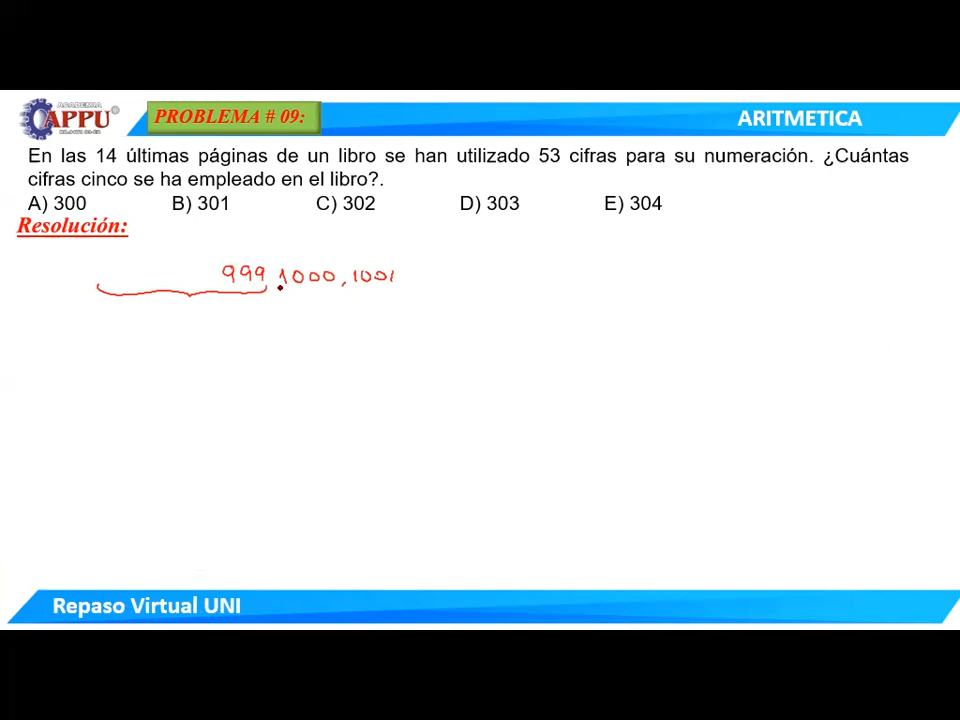 ACADEMIA
APPU
PROBLEMA # 09:
ARITMETICA
En las 14 últimas páginas de un libro se han utilizado 53 cifras para su numeración. ¿Cuántas
cifras cinco se ha empleado en el libro?.
A) 300 B) 301 C) 302 D) 303 E) 304
Resolución:
999 1000, 1001
Repaso Virtual UNI